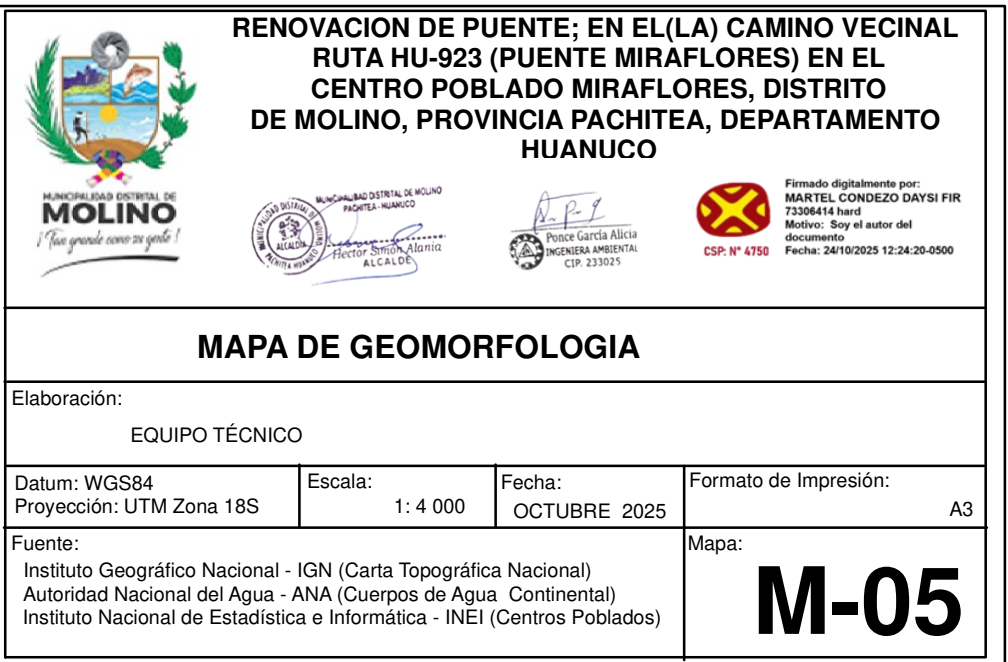 RENOVACION DE PUENTE; EN EL(LA) CAMINO VECINAL
RUTA HU-923 (PUENTE MIRAFLORES) EN EL
CENTRO POBLADO MIRAFLORES, DISTRITO
DE MOLINO, PROVINCIA PACHITEA, DEPARTAMENTO
HUANUCO
MUNICIPALIDAD DISTRITAL DE
MOLINO
¡Tan grande como su gente!
MUNICIPALIDAD DISTRITAL DE MOLINO
PACHITEA - HUANUCO
ALCALDIA
Hector Simón Alania
ALCALDE
Ponce Garcia Alicia
INGENIERA AMBIENTAL
CIP. 233025
CSP: N° 4750
Firmado digitalmente por:
MARTEL CONDEZO DAYSI FIR
73306414 hard
Motivo: Soy el autor del
documento
Fecha: 24/10/2025 12:24:20-0500
MAPA DE GEOMORFOLOGIA
Elaboración:
EQUIPO TÉCNICO
Datum: WGS84
Proyección: UTM Zona 18S
Escala:
1: 4 000
Fecha:
OCTUBRE 2025
Formato de Impresión:
A3
Fuente:
Instituto Geográfico Nacional - IGN (Carta Topográfica Nacional)
Autoridad Nacional del Agua - ANA (Cuerpos de Agua Continental)
Instituto Nacional de Estadística e Informática - INEI (Centros Poblados)
Mapa:
M-05